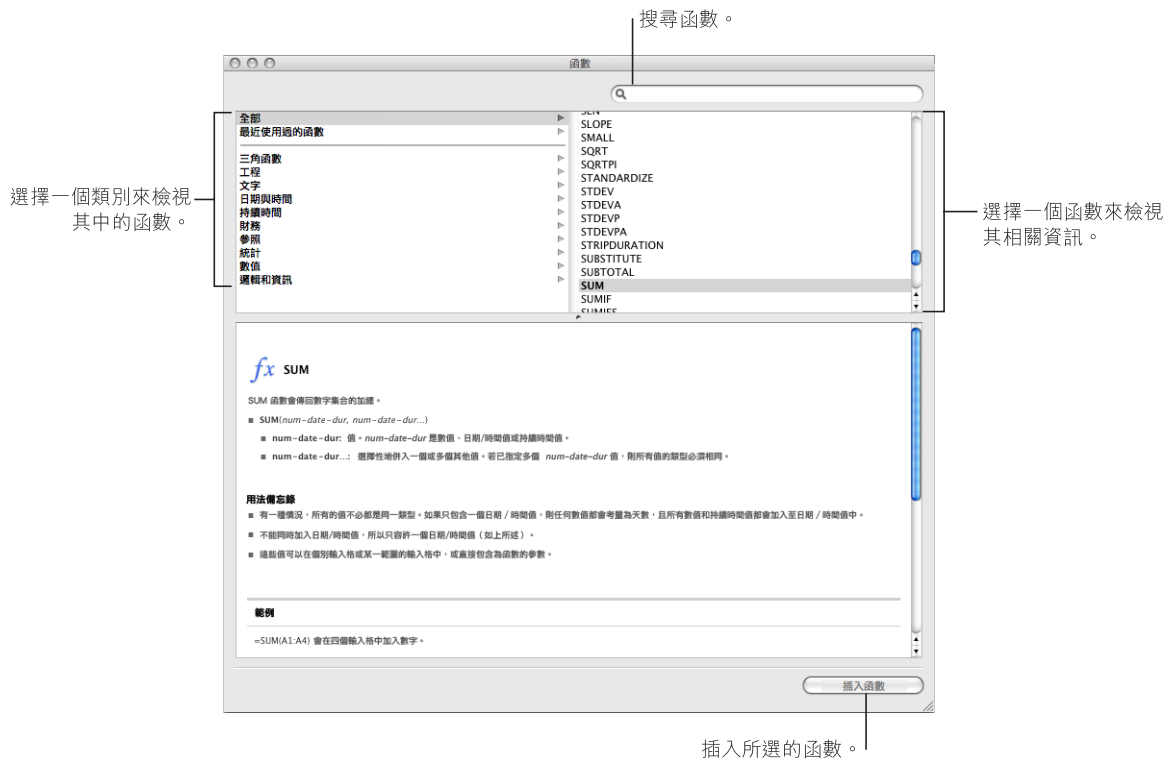 搜尋函數。
函數
全部
最近使用過的函數
三角函數
工程
文字
日期與時間
持續時間
財務
參照
統計
數值
邏輯和資訊
選擇一個類別來檢視
其中的函數。
SLOPE
SMALL
SQRT
SQRTPI
STANDARDIZE
STDEV
STDEVA
STDEVP
STDEVPA
STRIPDURATION
SUBSTITUTE
SUBTOTAL
SUM
SUMIF
SUMIFS
選擇一個函數來檢視
其相關資訊。
fx SUM
SUM 函數會傳回數字集合的加總。
■ SUM(num-date-dur, num-date-dur…)
■ num-date-dur: 值。num-date-dur 是數值、日期/時間值或持續時間值。
■ num-date-dur…: 選擇性地併入一個或多個其他值。若已指定多個 num-date-dur 值，則所有值的類型必須相同。
用法備忘錄
■ 有一種情況，所有的值不必都是同一類型。如果只包含一個日期 / 時間值，則任何數值都會考量為天數，且所有數值和持續時間值都會加入至日期 / 時間值中。
■ 不能同時加入日期/時間值，所以只容許一個日期/時間值（如上所述）。
■ 這些值可以在個別輸入格或某一範圍的輸入格中，或直接包含為函數的參數。
範例
=SUM(A1:A4) 會在四個輸入格中加入數字。
插入函數
插入所選的函數。